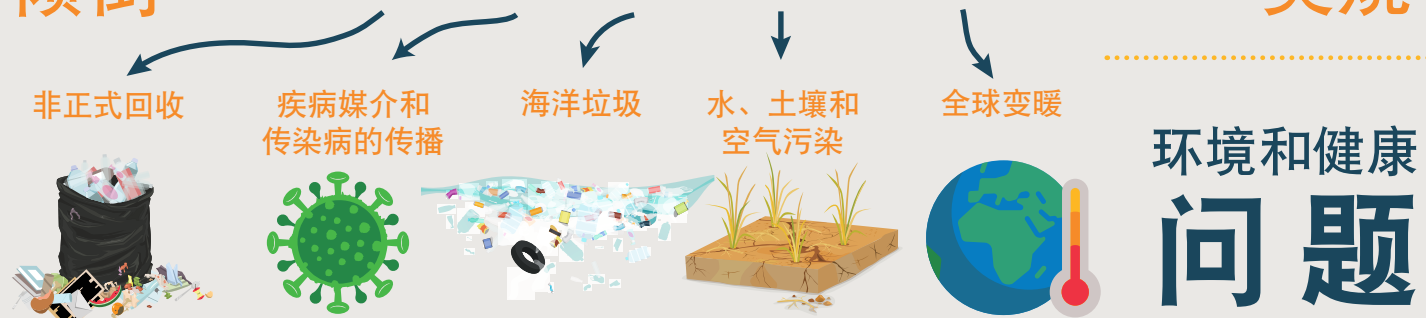 非正式回收
疾病媒介和
传染病的传播
海洋垃圾
水、土壤和
空气污染
全球变暖
环境和健康
问题